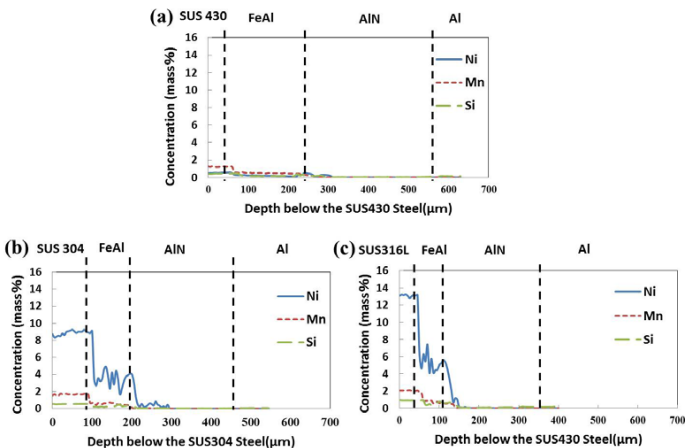 (a) SUS 430 FeAl AlN Al
Concentration (mass%)
16
14
12
10
8
6
4
2
0
Ni
Mn
Si
0 100 200 300 400 500 600 700
Depth below the SUS430 Steel(μm)
(b) SUS 304 FeAl AlN Al
Concentration (mass%)
16
14
12
10
8
6
4
2
0
Ni
Mn
Si
0 100 200 300 400 500 600 700
Depth below the SUS304 Steel(μm)
(c) SUS316L FeAl AlN Al
Concentration (mass%)
16
14
12
10
8
6
4
2
0
Ni
Mn
Si
0 100 200 300 400 500 600 700
Depth below the SUS430 Steel(μm)